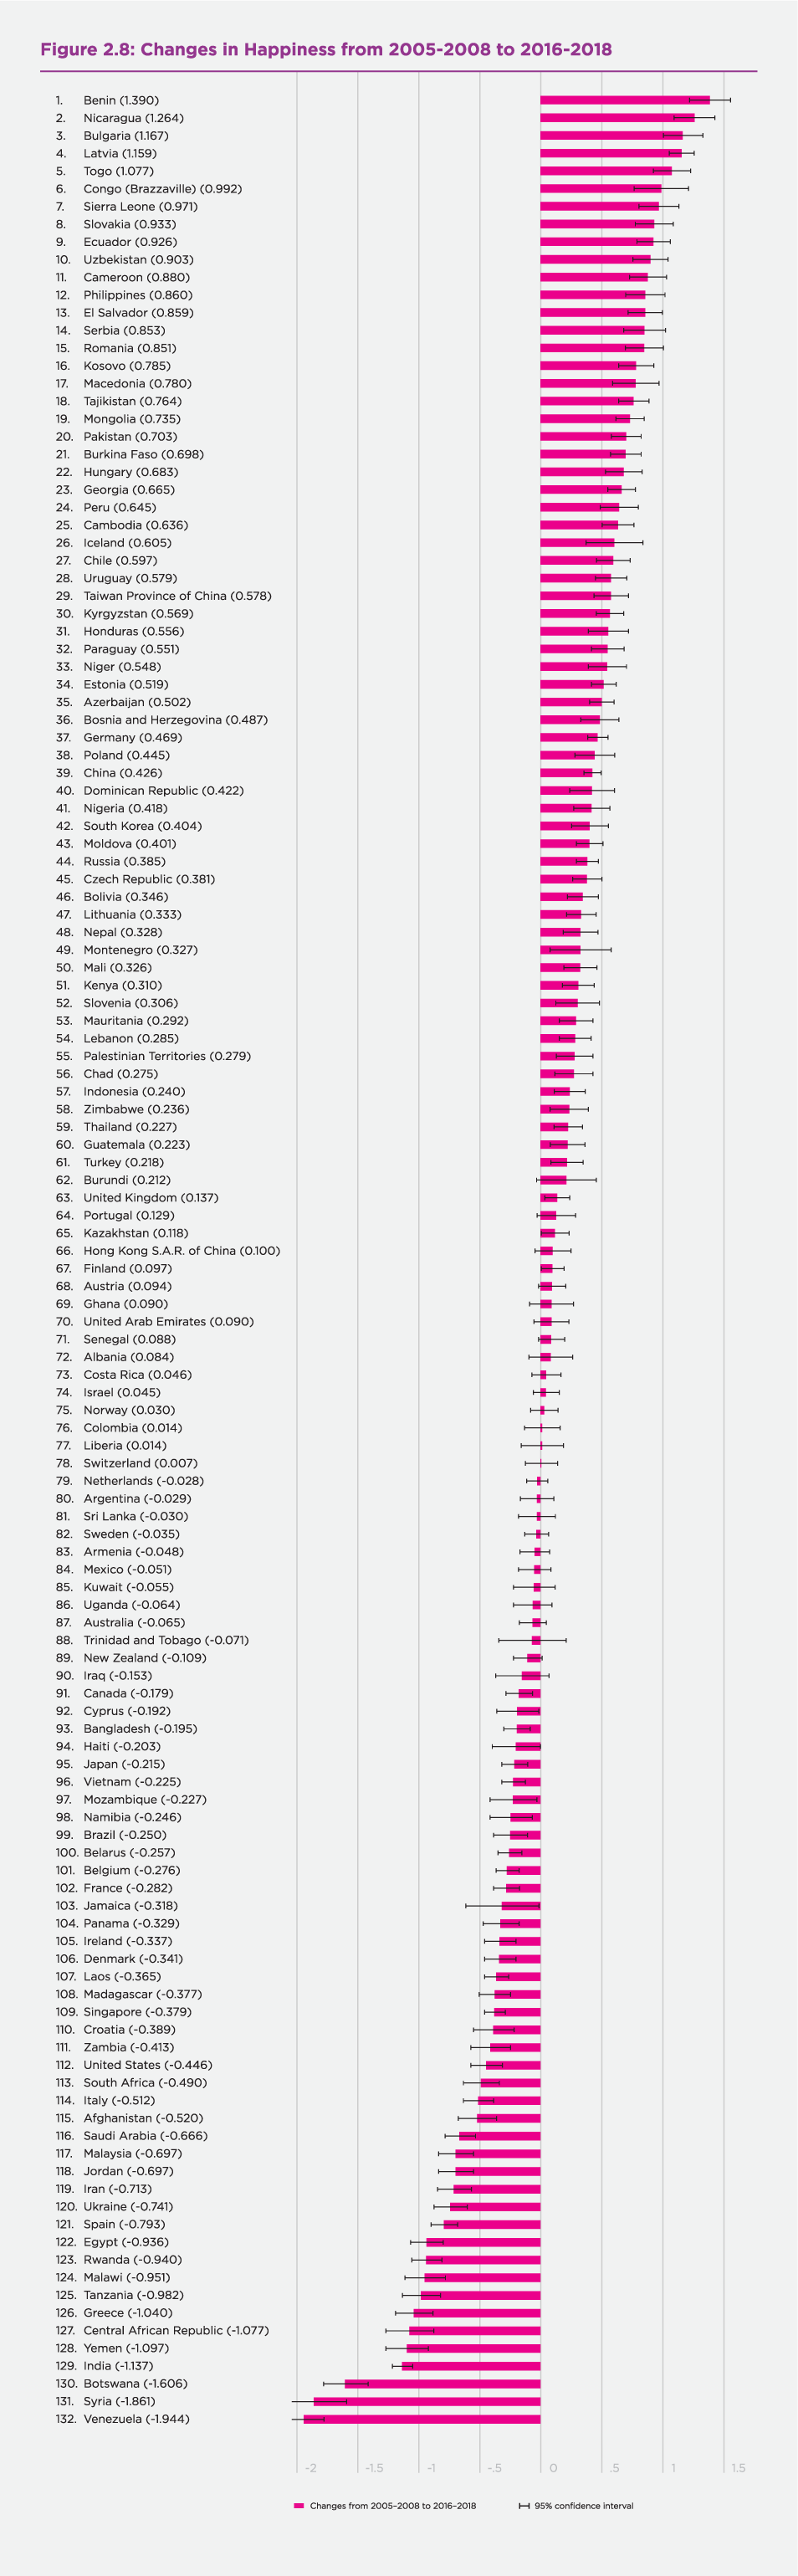 Figure 2.8: Changes in Happiness from 2005-2008 to 2016-2018
1. Benin (1.390)
2. Nicaragua (1.264)
3. Bulgaria (1.167)
4. Latvia (1.159)
5. Togo (1.077)
6. Congo (Brazzaville) (0.992)
7. Sierra Leone (0.971)
8. Slovakia (0.933)
9. Ecuador (0.926)
10. Uzbekistan (0.903)
11. Cameroon (0.880)
12. Philippines (0.860)
13. El Salvador (0.859)
14. Serbia (0.853)
15. Romania (0.851)
16. Kosovo (0.785)
17. Macedonia (0.780)
18. Tajikistan (0.764)
19. Mongolia (0.735)
20. Pakistan (0.703)
21. Burkina Faso (0.698)
22. Hungary (0.683)
23. Georgia (0.665)
24. Peru (0.645)
25. Cambodia (0.636)
26. Iceland (0.605)
27. Chile (0.597)
28. Uruguay (0.579)
29. Taiwan Province of China (0.578)
30. Kyrgyzstan (0.569)
31. Honduras (0.556)
32. Paraguay (0.551)
33. Niger (0.548)
34. Estonia (0.519)
35. Azerbaijan (0.502)
36. Bosnia and Herzegovina (0.487)
37. Germany (0.469)
38. Poland (0.445)
39. China (0.426)
40. Dominican Republic (0.422)
41. Nigeria (0.418)
42. South Korea (0.404)
43. Moldova (0.401)
44. Russia (0.385)
45. Czech Republic (0.381)
46. Bolivia (0.346)
47. Lithuania (0.333)
48. Nepal (0.328)
49. Montenegro (0.327)
50. Mali (0.326)
51. Kenya (0.310)
52. Slovenia (0.306)
53. Mauritania (0.292)
54. Lebanon (0.285)
55. Palestinian Territories (0.279)
56. Chad (0.275)
57. Indonesia (0.240)
58. Zimbabwe (0.236)
59. Thailand (0.227)
60. Guatemala (0.223)
61. Turkey (0.218)
62. Burundi (0.212)
63. United Kingdom (0.137)
64. Portugal (0.129)
65. Kazakhstan (0.118)
66. Hong Kong S.A.R. of China (0.100)
67. Finland (0.097)
68. Austria (0.094)
69. Ghana (0.090)
70. United Arab Emirates (0.090)
71. Senegal (0.088)
72. Albania (0.084)
73. Costa Rica (0.046)
74. Israel (0.045)
75. Norway (0.030)
76. Colombia (0.014)
77. Liberia (0.014)
78. Switzerland (0.007)
79. Netherlands (-0.028)
80. Argentina (-0.029)
81. Sri Lanka (-0.030)
82. Sweden (-0.035)
83. Armenia (-0.048)
84. Mexico (-0.051)
85. Kuwait (-0.055)
86. Uganda (-0.064)
87. Australia (-0.065)
88. Trinidad and Tobago (-0.071)
89. New Zealand (-0.109)
90. Iraq (-0.153)
91. Canada (-0.179)
92. Cyprus (-0.192)
93. Bangladesh (-0.195)
94. Haiti (-0.203)
95. Japan (-0.215)
96. Vietnam (-0.225)
97. Mozambique (-0.227)
98. Namibia (-0.246)
99. Brazil (-0.250)
100. Belarus (-0.257)
101. Belgium (-0.276)
102. France (-0.282)
103. Jamaica (-0.318)
104. Panama (-0.329)
105. Ireland (-0.337)
106. Denmark (-0.341)
107. Laos (-0.365)
108. Madagascar (-0.377)
109. Singapore (-0.379)
110. Croatia (-0.389)
111. Zambia (-0.413)
112. United States (-0.446)
113. South Africa (-0.490)
114. Italy (-0.512)
115. Afghanistan (-0.520)
116. Saudi Arabia (-0.666)
117. Malaysia (-0.697)
118. Jordan (-0.697)
119. Iran (-0.713)
120. Ukraine (-0.741)
121. Spain (-0.793)
122. Egypt (-0.936)
123. Rwanda (-0.940)
124. Malawi (-0.951)
125. Tanzania (-0.982)
126. Greece (-1.040)
127. Central African Republic (-1.077)
128. Yemen (-1.097)
129. India (-1.137)
130. Botswana (-1.606)
131. Syria (-1.861)
132. Venezuela (-1.944)
-2 -1.5 -1 -.5 0 .5 1 1.5
Changes from 2005–2008 to 2016–2018 95% confidence interval